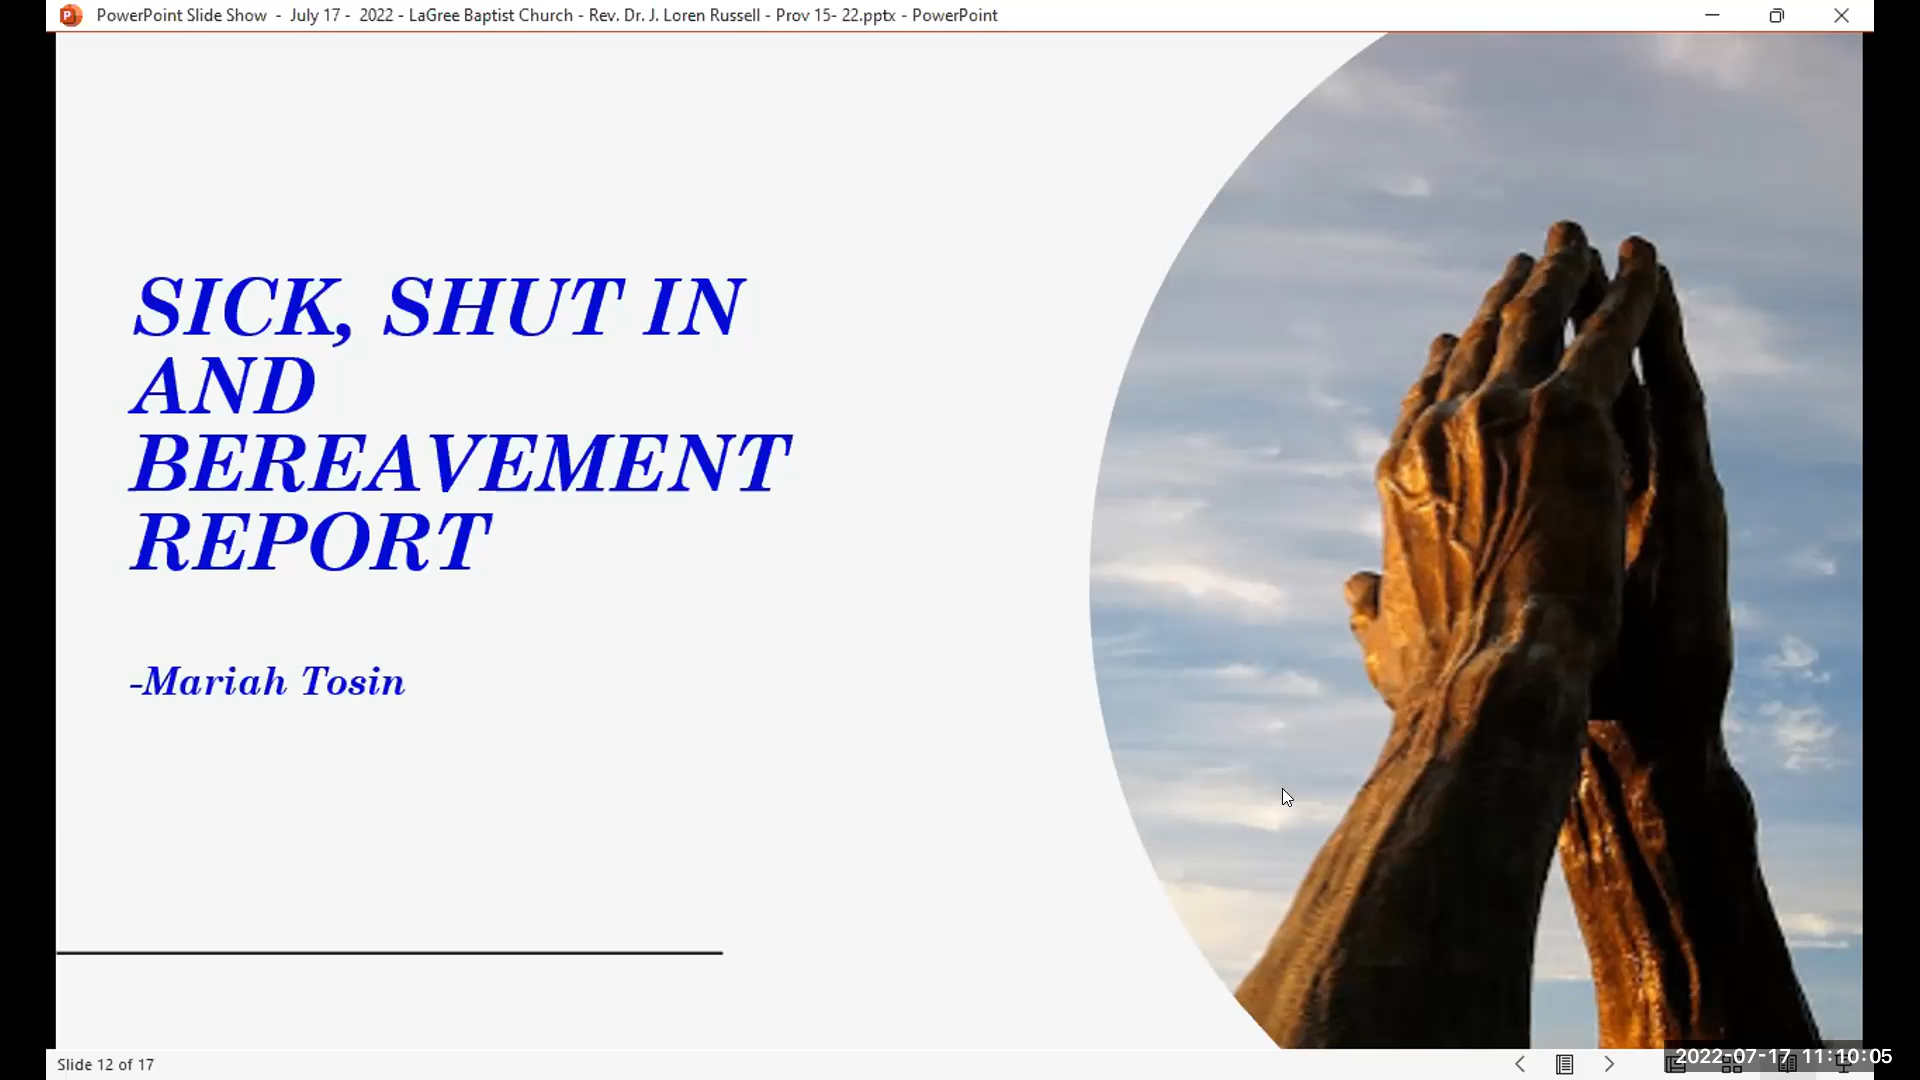 PowerPoint Slide Show - July 17 - 2022 - LaGree Baptist Church - Rev. Dr. J. Loren Russell - Prov 15- 22.pptx - PowerPoint
SICK, SHUT IN
AND
BEREAVEMENT
REPORT
-Mariah Tosin
Slide 12 of 17
2022-07-17 11:10:05